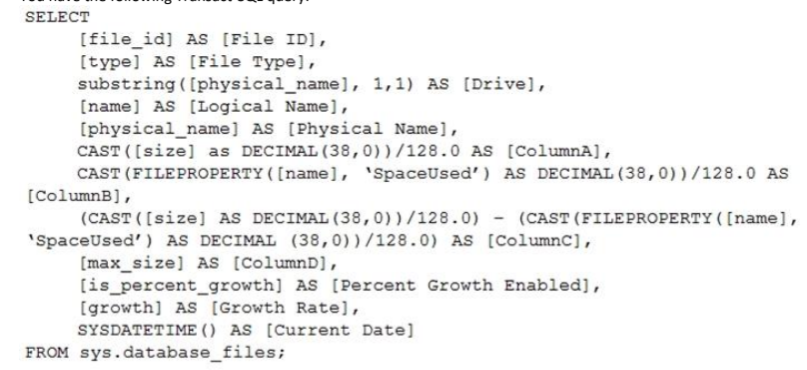 SELECT
[file_id] AS [File ID],
[type] AS [File Type],
substring([physical_name], 1,1) AS [Drive],
[name] AS [Logical Name],
[physical_name] AS [Physical Name],
CAST([size] as DECIMAL(38,0))/128.0 AS [ColumnA],
CAST(FILEPROPERTY([name], ‘SpaceUsed’) AS DECIMAL(38,0))/128.0 AS
[ColumnB],
(CAST([size] AS DECIMAL(38,0))/128.0) - (CAST(FILEPROPERTY([name],
‘SpaceUsed’) AS DECIMAL (38,0))/128.0) AS [ColumnC],
[max_size] AS [ColumnD],
[is_percent_growth] AS [Percent Growth Enabled],
[growth] AS [Growth Rate],
SYSDATETIME() AS [Current Date]
FROM sys.database_files;